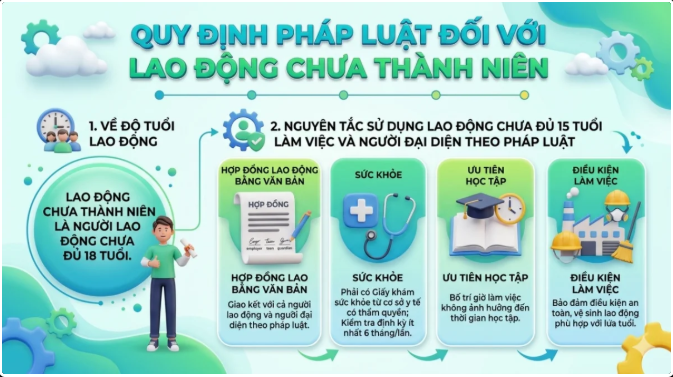 QUY ĐỊNH PHÁP LUẬT ĐỐI VỚI
LAO ĐỘNG CHƯA THÀNH NIÊN
1. VỀ ĐỘ TUỔI
LAO ĐỘNG
LAO ĐỘNG
CHƯA THÀNH NIÊN
LÀ NGƯỜI LAO
ĐỘNG CHƯA
ĐỦ 18 TUỔI.
2. NGUYÊN TẮC SỬ DỤNG LAO ĐỘNG CHƯA ĐỦ 15 TUỔI
LÀM VIỆC VÀ NGƯỜI ĐẠI DIỆN THEO PHÁP LUẬT
HỢP ĐỒNG LAO ĐỘNG
BẰNG VĂN BẢN
HỢP ĐỒNG
HỢP ĐỒNG LAO
BẰNG VĂN BẢN
Giao kết với cả người
lao động và người đại
diện theo pháp luật.
SỨC KHỎE
SỨC KHỎE
Phải có Giấy khám
sức khỏe từ cơ sở y tế
có thẩm quyền;
Kiểm tra định kỳ ít
nhất 6 tháng/lần.
ƯU TIÊN
HỌC TẬP
ƯU TIÊN HỌC TẬP
Bố trí giờ làm việc
không ảnh hưởng đến
thời gian học tập.
ĐIỀU KIỆN
LÀM VIỆC
ĐIỀU KIỆN
LÀM VIỆC
Bảo đảm điều kiện an
toàn, vệ sinh lao động
phù hợp với lứa tuổi.